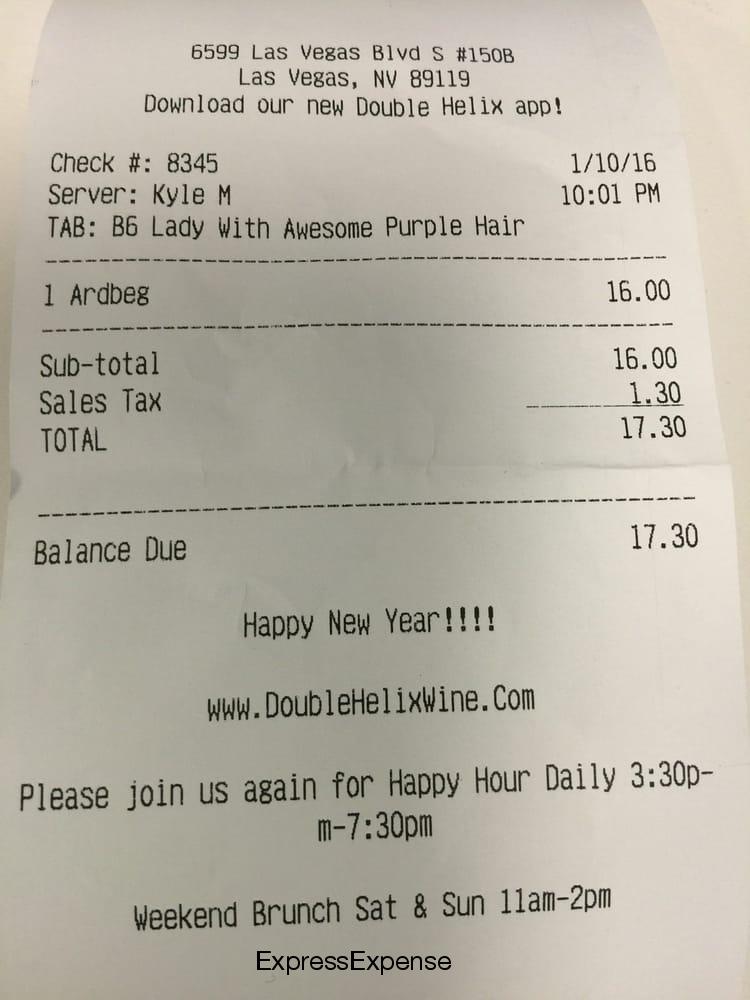 6599 Las Vegas Blvd S #150B
Las Vegas, NV 89119
Download our new Double Helix app!
Check #: 8345 1/10/16
Server: Kyle M 10:01 PM
TAB: B6 Lady With Awesome Purple Hair
1 Ardbeg 16.00
Sub-total 16.00
Sales Tax 1.30
TOTAL 17.30
Balance Due 17.30
Happy New Year!!!!
www.DoubleHelixWine.Com
Please join us again for Happy Hour Daily 3:30p-
m-7:30pm
Weekend Brunch Sat & Sun 11am-2pm
ExpressExpense